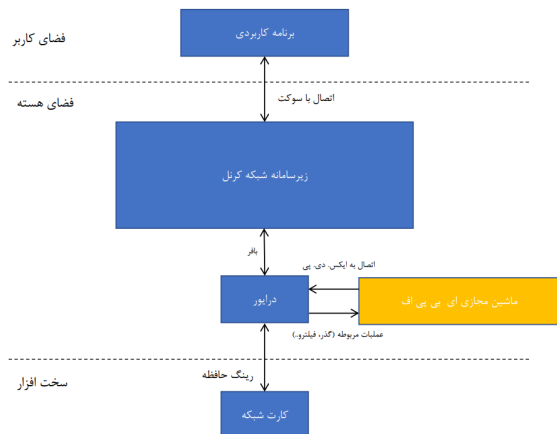 برنامه کاربردی
فضای کاربر
اتصال با سوکت
فضای هسته
زیرسامانه شبکه کرنل
بافر
اتصال به ایکس. دی. پی
درایور
ماشین مجازی ای بی پی اف
عملیات مربوطه (گذر، فیلترو..)
رینگ حافظه
سخت افزار
کارت شبکه